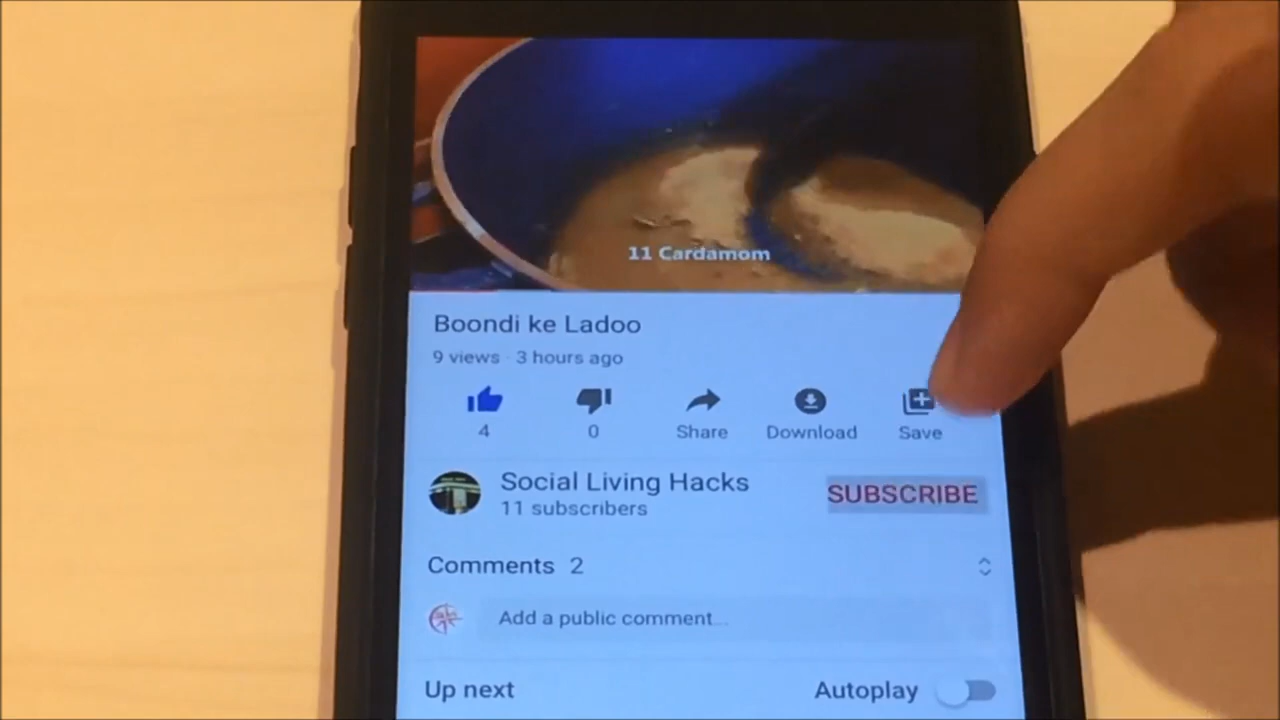 11 Cardamom
Boondi ke Ladoo
9 views · 3 hours ago
4
0
Share
Download
Save
Social Living Hacks
SUBSCRIBE
11 subscribers
Comments 2
Add a public comment...
Up next
Autoplay